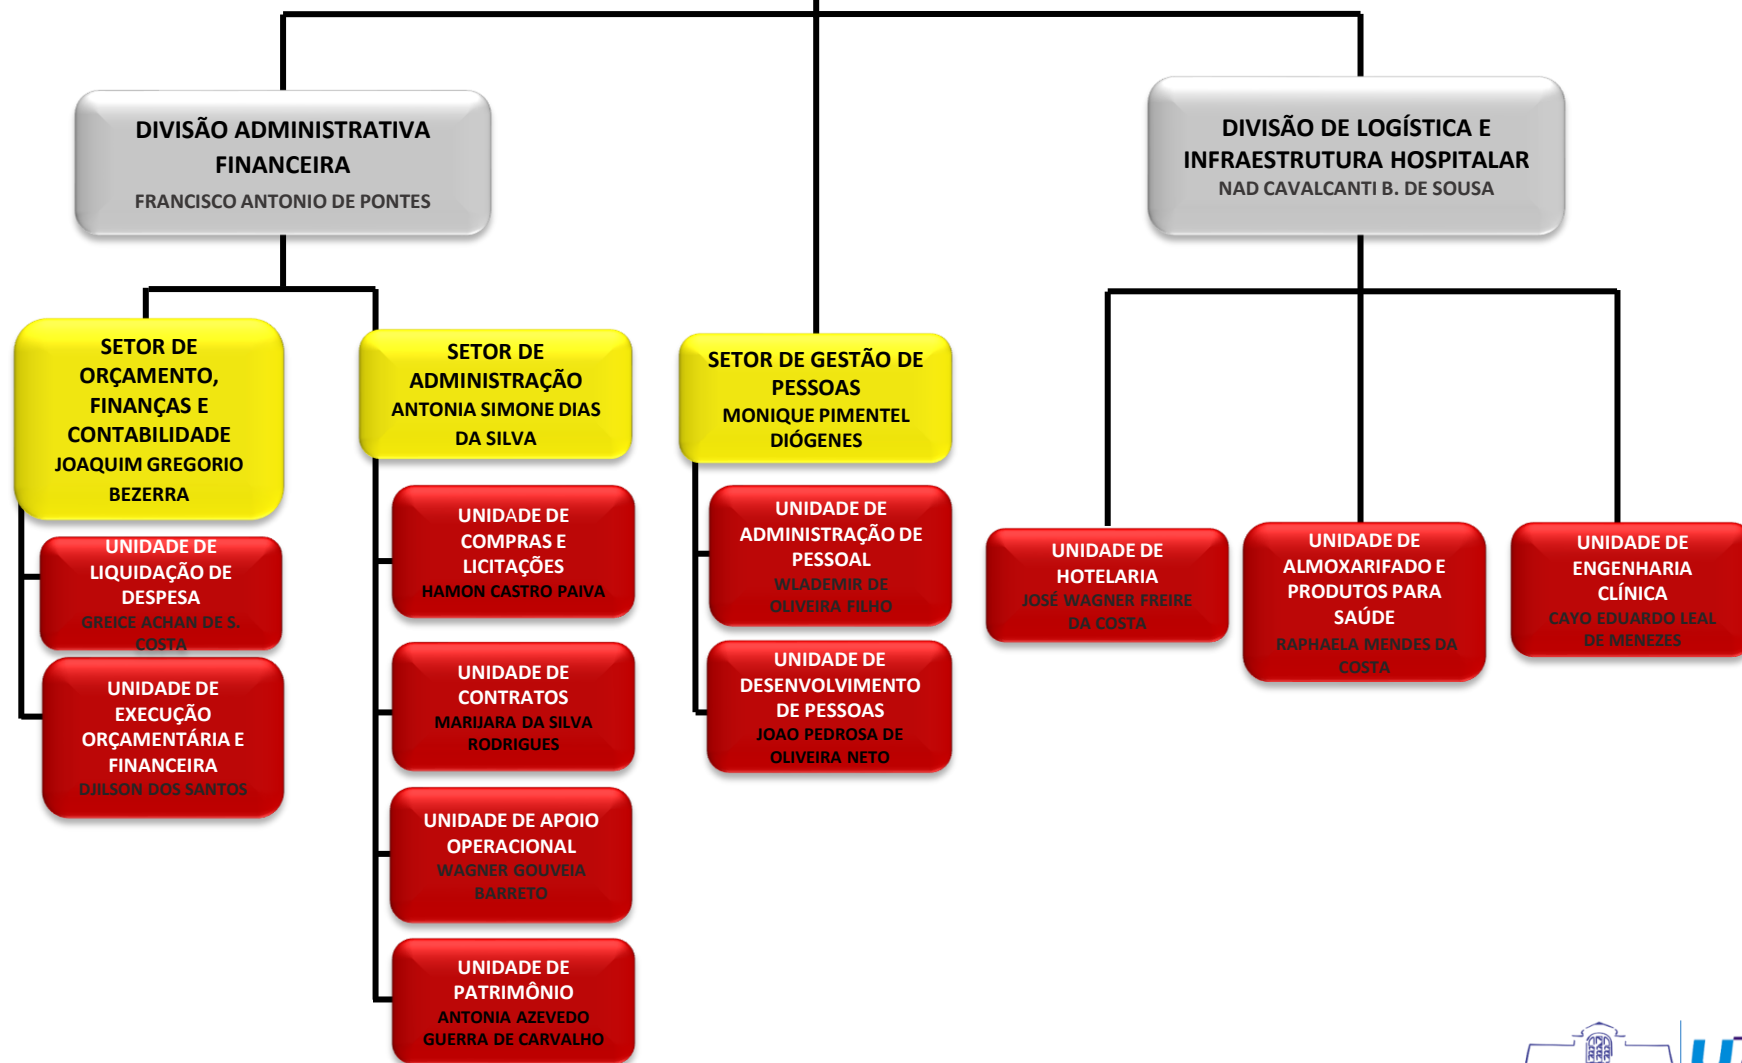 DIVISÃO ADMINISTRATIVA
FINANCEIRA
FRANCISCO ANTONIO DE PONTES
DIVISÃO DE LOGÍSTICA E
INFRAESTRUTURA HOSPITALAR
NAD CAVALCANTI B. DE SOUSA
SETOR DE
ORÇAMENTO,
FINANÇAS E
CONTABILIDADE
JOAQUIM GREGORIO
BEZERRA
UNIDADE DE
LIQUIDAÇÃO DE
DESPESA
GREICE ACHAN DE S.
COSTA
UNIDADE DE
EXECUÇÃO
ORÇAMENTÁRIA E
FINANCEIRA
DJILSON DOS SANTOS
SETOR DE
ADMINISTRAÇÃO
ANTONIA SIMONE DIAS
DA SILVA
UNIDADE DE
COMPRAS E
LICITAÇÕES
HAMON CASTRO PAIVA
UNIDADE DE
CONTRATOS
MARIJARA DA SILVA
RODRIGUES
UNIDADE DE APOIO
OPERACIONAL
WAGNER GOUVEIA
BARRETO
UNIDADE DE
PATRIMÔNIO
ANTONIA AZEVEDO
GUERRA DE CARVALHO
SETOR DE GESTÃO DE
PESSOAS
MONIQUE PIMENTEL
DIÓGENES
UNIDADE DE
ADMINISTRAÇÃO DE
PESSOAL
WLADEMIR DE
OLIVEIRA FILHO
UNIDADE DE
DESENVOLVIMENTO
DE PESSOAS
JOAO PEDROSA DE
OLIVEIRA NETO
UNIDADE DE
HOTELARIA
JOSÉ WAGNER FREIRE
DA COSTA
UNIDADE DE
ALMOXARIFADO E
PRODUTOS PARA
SAÚDE
RAPHAELA MENDES DA
COSTA
UNIDADE DE
ENGENHARIA
CLÍNICA
CAYO EDUARDO LEAL
DE MENEZES